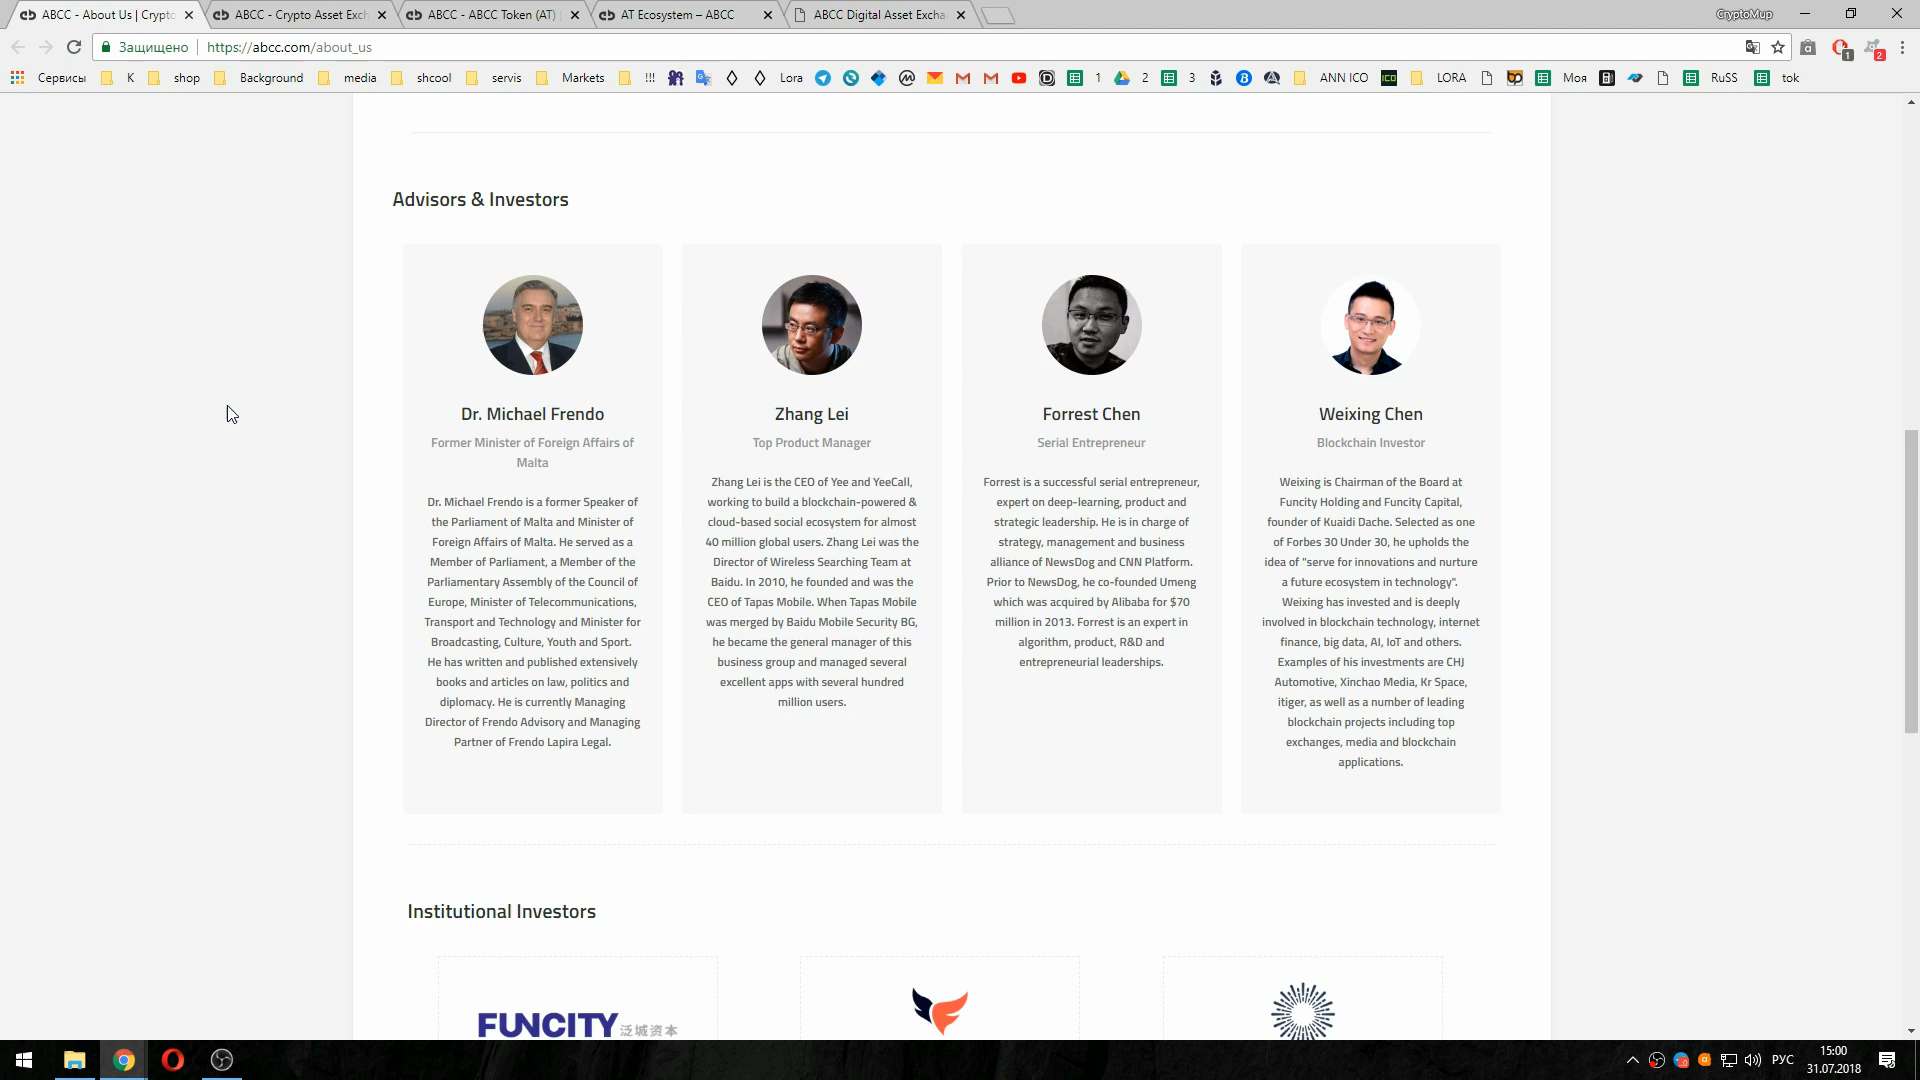 ABCC - About Us | Crypto
ABCC - Crypto Asset Exch
ABCC - ABCC Token (AT)
AT Ecosystem – ABCC
ABCC Digital Asset Excha
CryptoMup
Защищено
https://abcc.com/about_us
1
2
Сервисы
K
shop
Background
media
shcool
servis
Markets
!!!
Lora
1
2
3
ANN ICO
ICO
LORA
Моя
RuSS
tok
Advisors & Investors
Dr. Michael Frendo
Former Minister of Foreign Affairs of
Malta
Dr. Michael Frendo is a former Speaker of
the Parliament of Malta and Minister of
Foreign Affairs of Malta. He served as a
Member of Parliament, a Member of the
Parliamentary Assembly of the Council of
Europe, Minister of Telecommunications,
Transport and Technology and Minister for
Broadcasting, Culture, Youth and Sport.
He has written and published extensively
books and articles on law, politics and
diplomacy. He is currently Managing
Director of Frendo Advisory and Managing
Partner of Frendo Lapira Legal.
Zhang Lei
Top Product Manager
Zhang Lei is the CEO of Yee and YeeCall,
working to build a blockchain-powered &
cloud-based social ecosystem for almost
40 million global users. Zhang Lei was the
Director of Wireless Searching Team at
Baidu. In 2010, he founded and was the
CEO of Tapas Mobile. When Tapas Mobile
was merged by Baidu Mobile Security BG,
he became the general manager of this
business group and managed several
excellent apps with several hundred
million users.
Forrest Chen
Serial Entrepreneur
Forrest is a successful serial entrepreneur,
expert on deep-learning, product and
strategic leadership. He is in charge of
strategy, management and business
alliance of NewsDog and CNN Platform.
Prior to NewsDog, he co-founded Umeng
which was acquired by Alibaba for $70
million in 2013. Forrest is an expert in
algorithm, product, R&D and
entrepreneurial leaderships.
Weixing Chen
Blockchain Investor
Weixing is Chairman of the Board at
Funcity Holding and Funcity Capital,
founder of Kuaidi Dache. Selected as one
of Forbes 30 Under 30, he upholds the
idea of "serve for innovations and nurture
a future ecosystem in technology".
Weixing has invested and is deeply
involved in blockchain technology, internet
finance, big data, AI, IoT and others.
Examples of his investments are CHJ
Automotive, Xinchao Media, Kr Space,
itiger, as well as a number of leading
blockchain projects including top
exchanges, media and blockchain
applications.
Institutional Investors
FUNCITY 泛城资本
РУС
15:00
31.07.2018